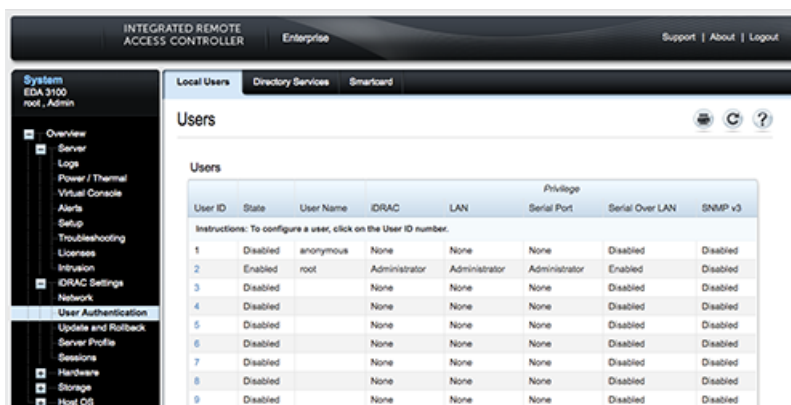 INTEGRATED REMOTE
ACCESS CONTROLLER Enterprise Support | About | Logout
System
EDA 3100
root , Admin
Overview
Server
Logs
Power / Thermal
Virtual Console
Alerts
Setup
Troubleshooting
Licenses
Intrusion
iDRAC Settings
Network
User Authentication
Update and Rollback
Server Profile
Sessions
Hardware
Storage
Host OS
Local Users Directory Services Smartcard
Users
?
Users
Privilege
User ID State User Name iDRAC LAN Serial Port Serial Over LAN SNMP v3
Instructions: To configure a user, click on the User ID number.
1 Disabled anonymous None None None Disabled Disabled
2 Enabled root Administrator Administrator Administrator Enabled Disabled
3 Disabled None None None Disabled Disabled
4 Disabled None None None Disabled Disabled
5 Disabled None None None Disabled Disabled
6 Disabled None None None Disabled Disabled
7 Disabled None None None Disabled Disabled
8 Disabled None None None Disabled Disabled
9 Disabled None None None Disabled Disabled